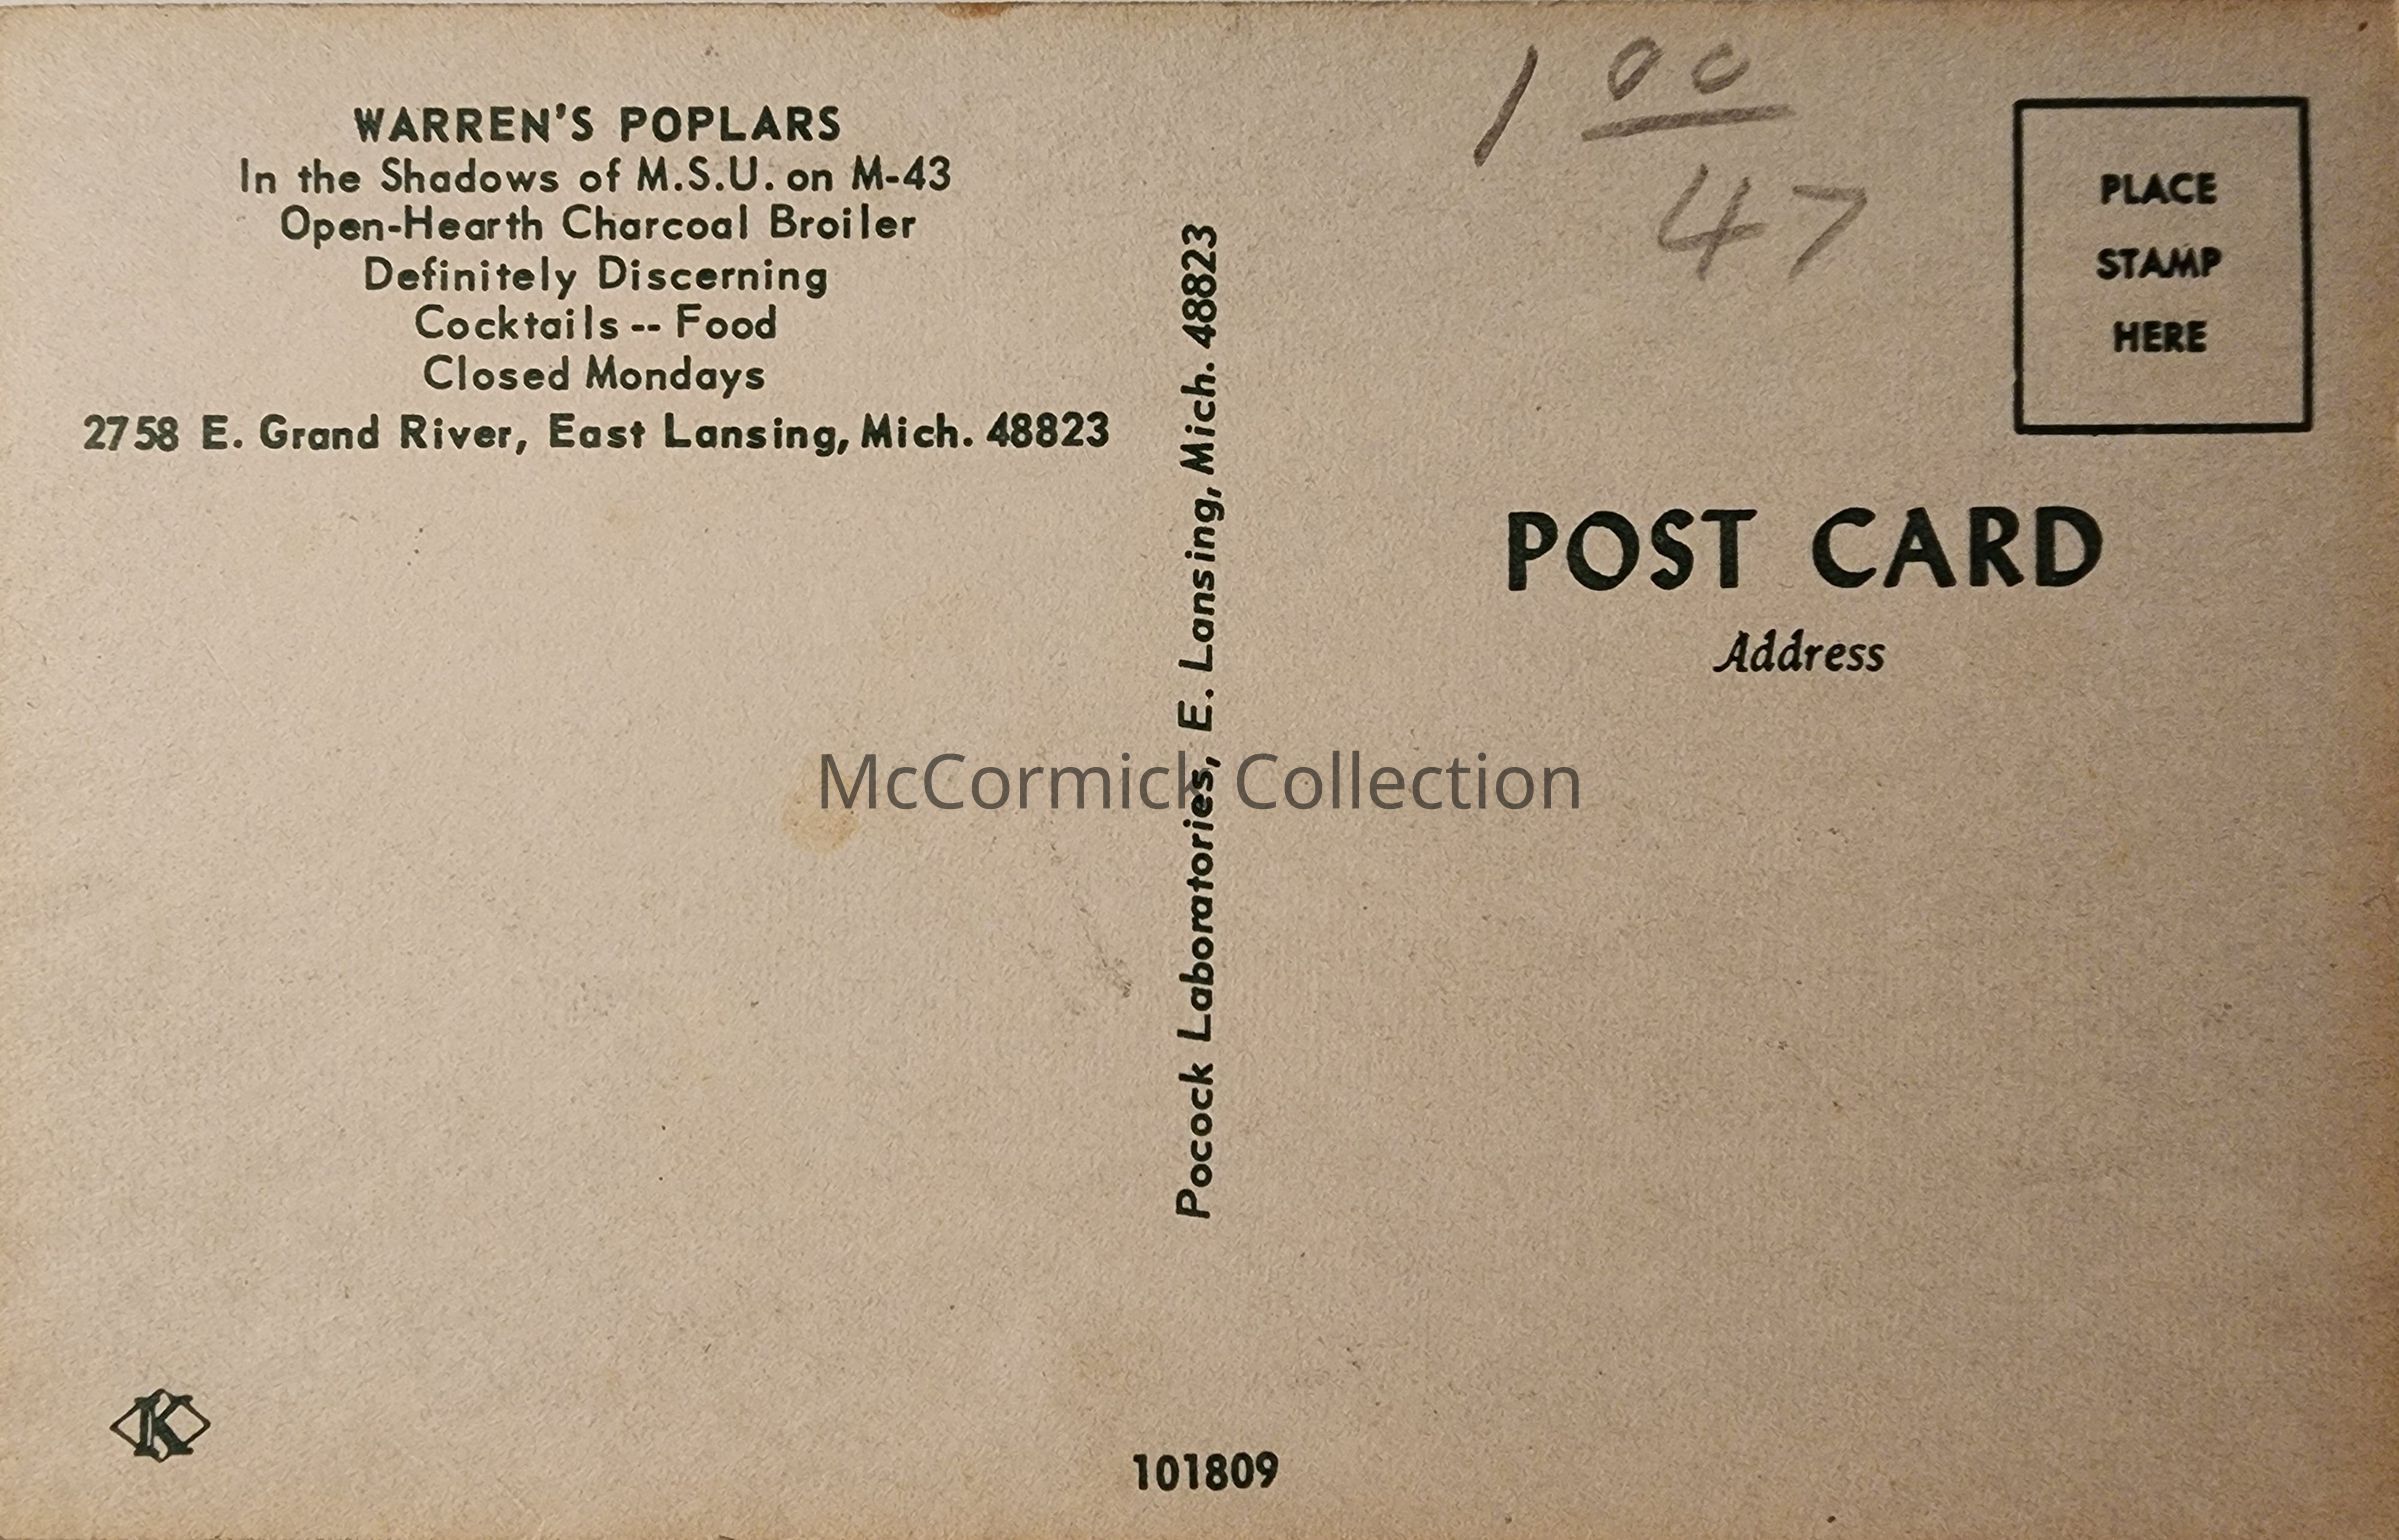 WARREN'S POPLARS
In the Shadows of M.S.U. on M-43
Open-Hearth Charcoal Broiler
Definitely Discerning
Cocktails -- Food
Closed Mondays
2758 E. Grand River, East Lansing, Mich. 48823
Pocock Laboratories, E. Lansing, Mich. 48823
1 00
47
PLACE
STAMP
HERE
POST CARD
Address
McCormick Collection
K
101809